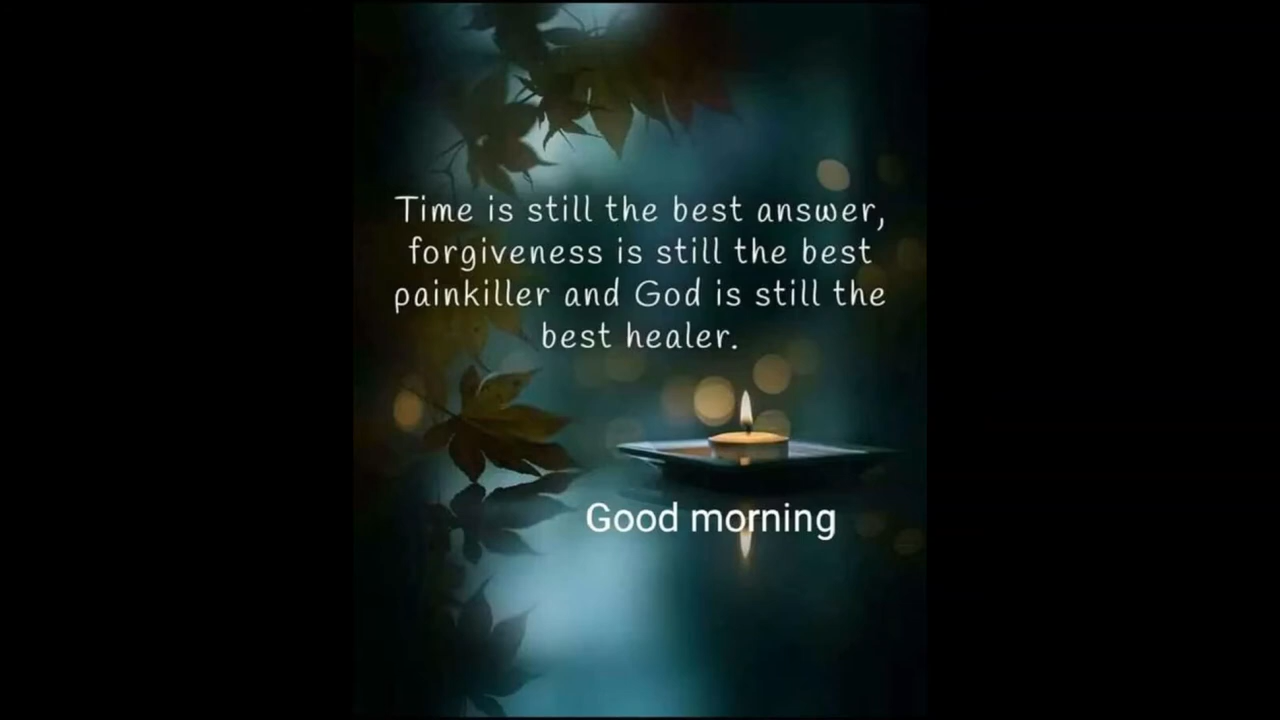 Time is still the best answer,
forgiveness is still the best
painkiller and God is still the
best healer.
Good morning